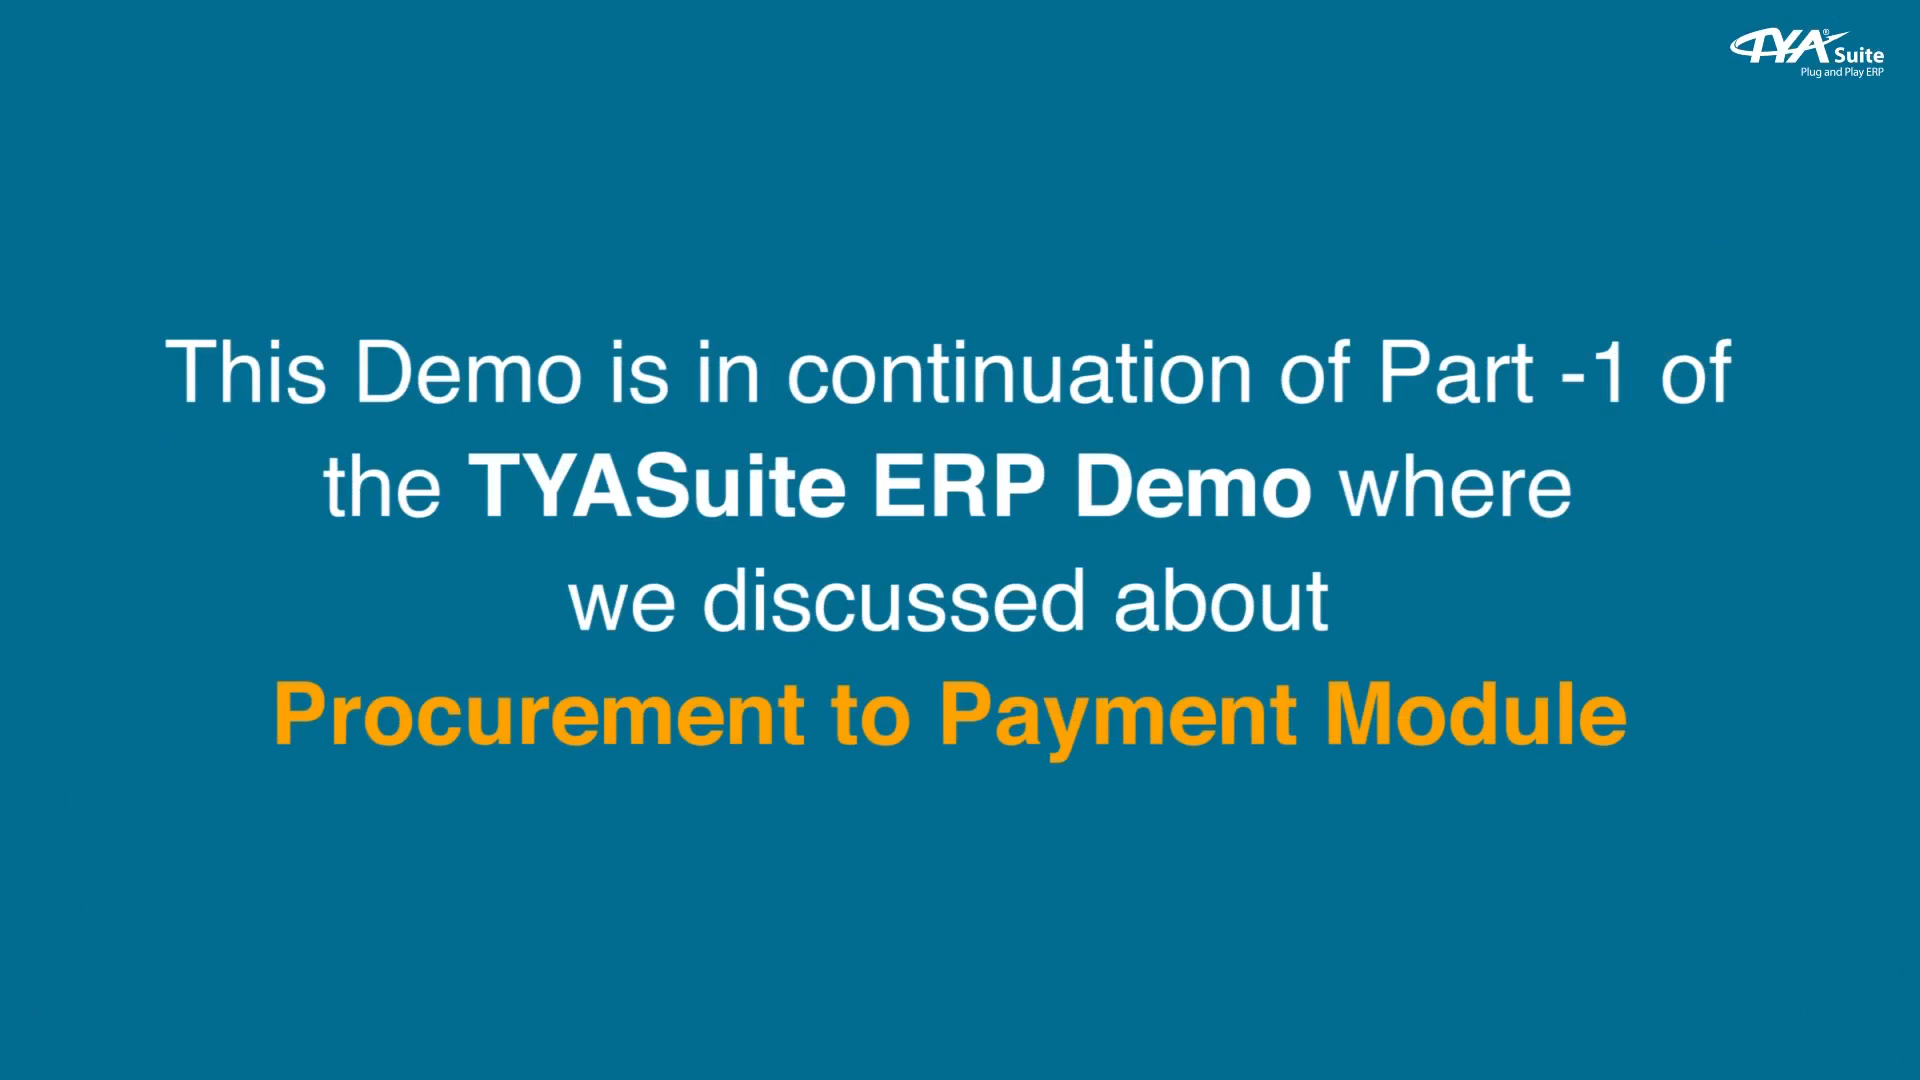 TYA® Suite
Plug and Play ERP
This Demo is in continuation of Part -1 of
the TYASuite ERP Demo where
we discussed about
Procurement to Payment Module